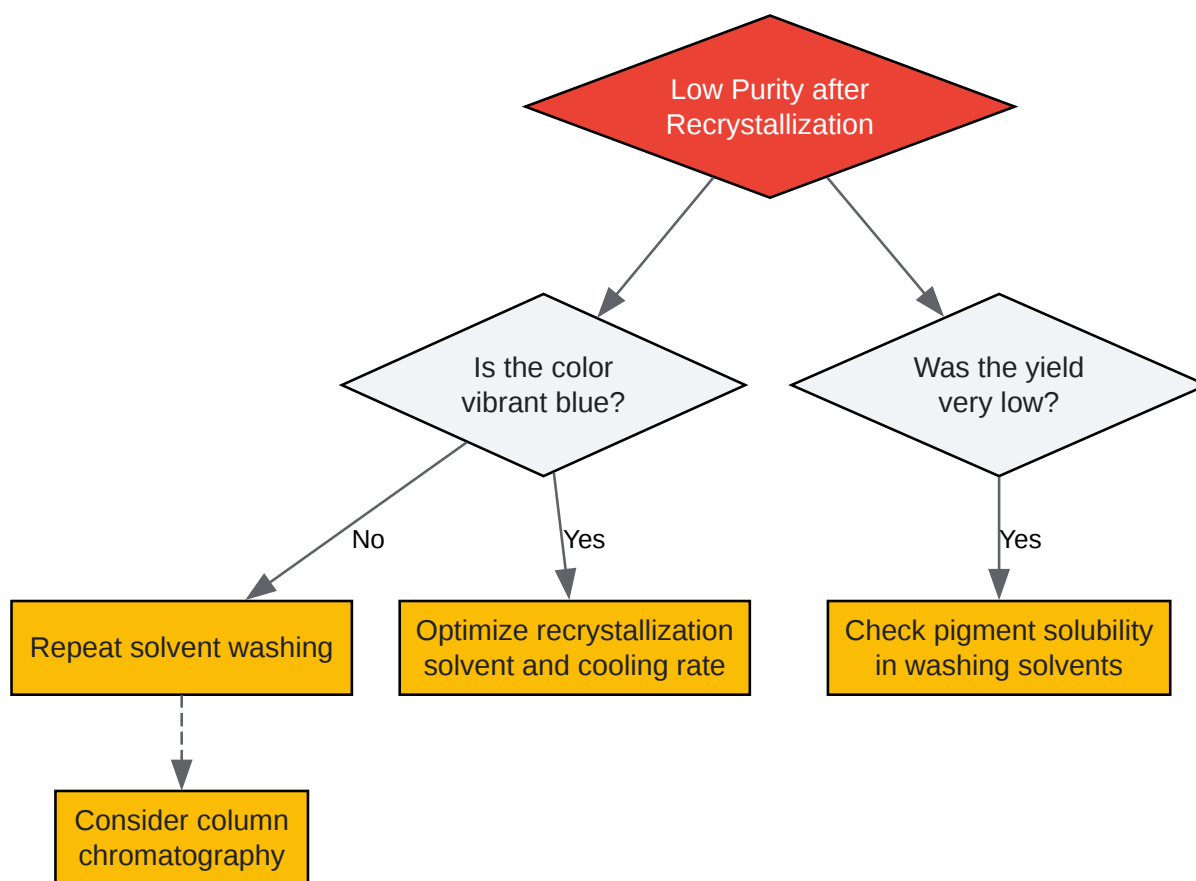 Low Purity after
Recrystallization
Is the color
vibrant blue?
Was the yield
very low?
No
Yes
Yes
Repeat solvent washing
Optimize recrystallization
solvent and cooling rate
Check pigment solubility
in washing solvents
Consider column
chromatography